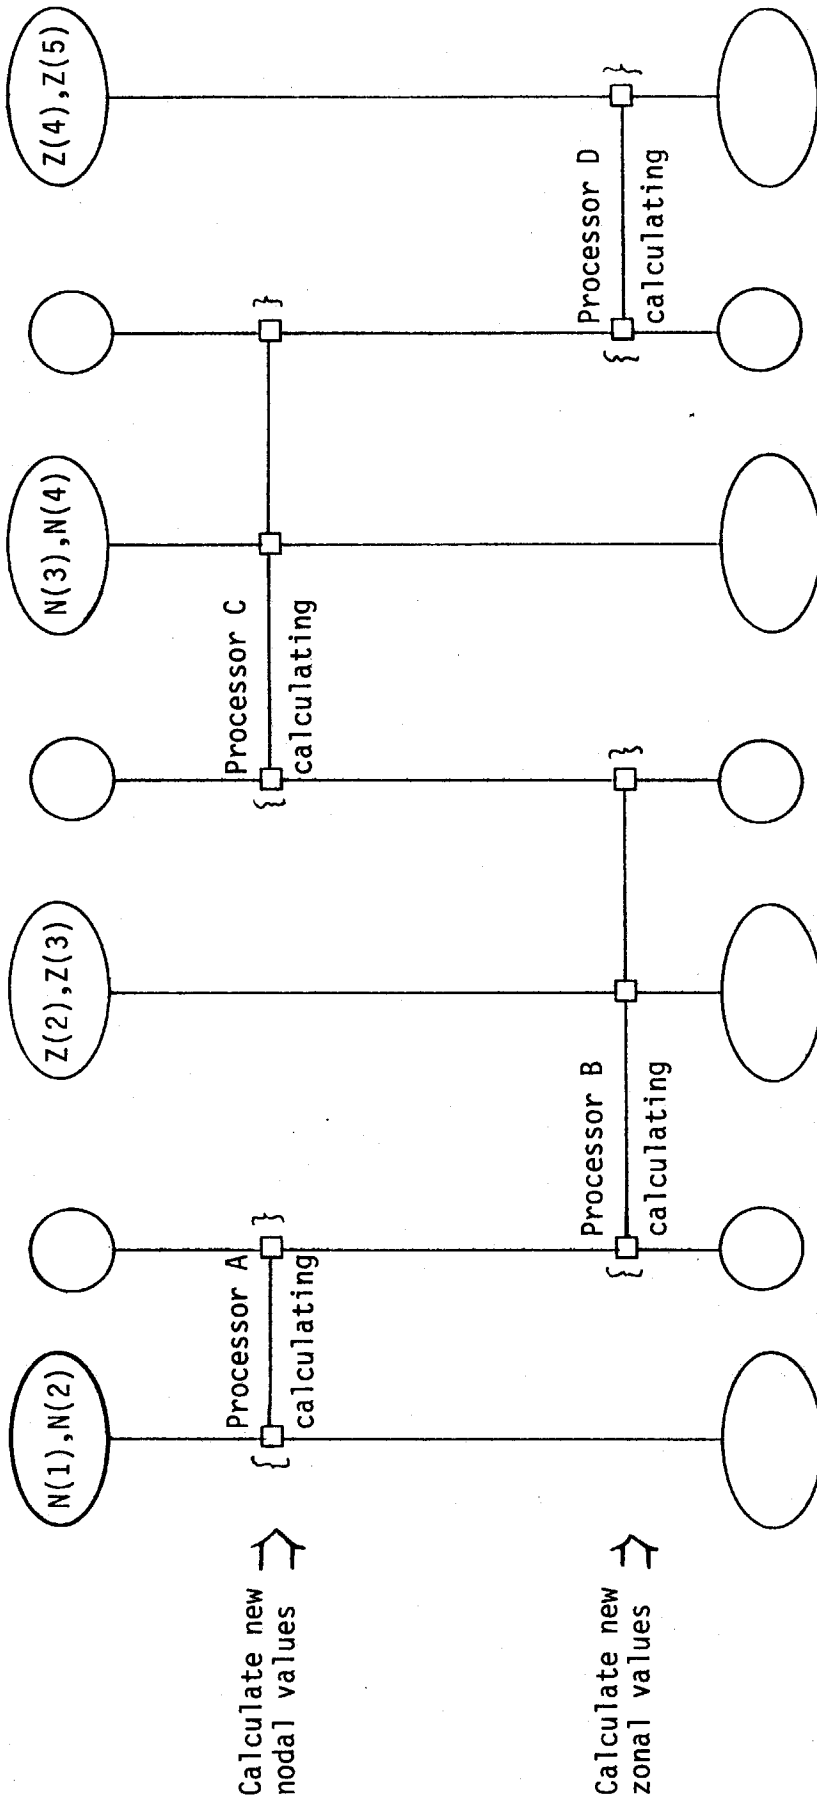 N(1),N(2)
Z(2),Z(3)
N(3),N(4)
Z(4),Z(5)
Calculate new
nodal values
{
Processor A
calculating
}
{
Processor C
calculating
}
Calculate new
zonal values
{
Processor B
calculating
}
{
Processor D
calculating
}